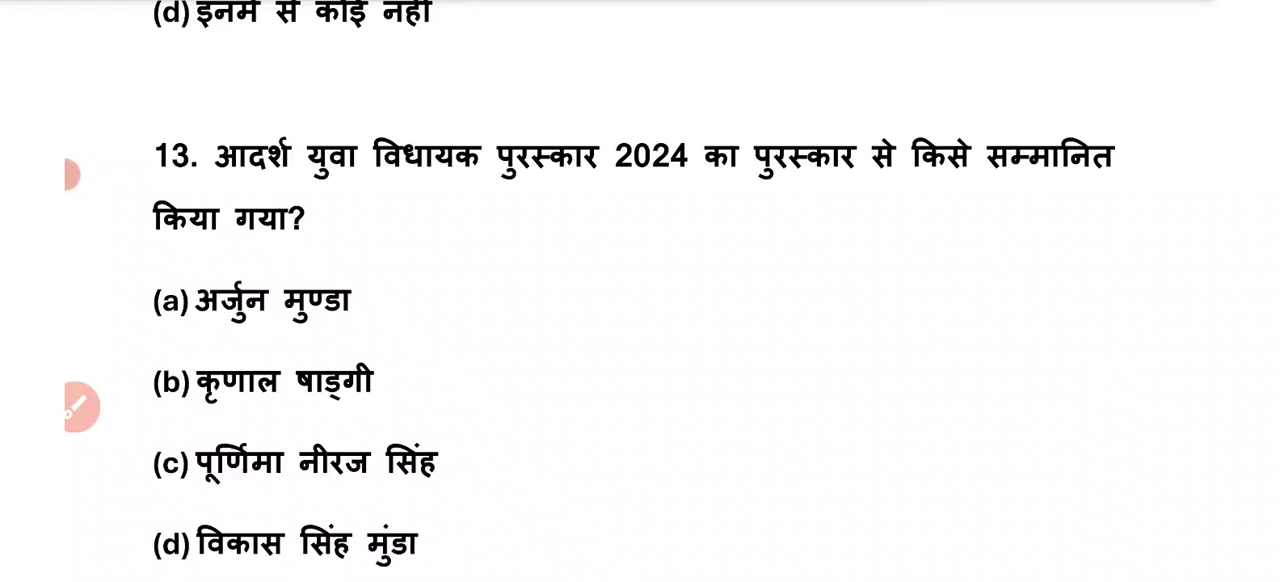 (d) इनमें से कोई नहीं
13. आदर्श युवा विधायक पुरस्कार 2024 का पुरस्कार से किसे सम्मानित
किया गया?
(a) अर्जुन मुण्डा
(b) कृणाल षाड़्गी
(c) पूर्णिमा नीरज सिंह
(d) विकास सिंह मुंडा